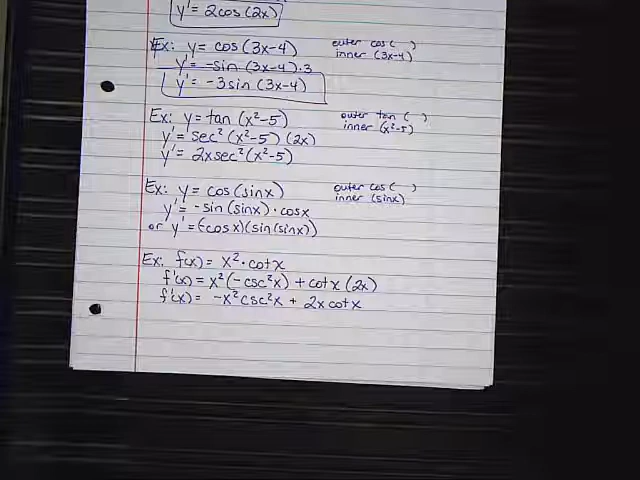 y' = 2cos(2x)
Ex: y = cos(3x-4) outer cos( )
y' = -sin(3x-4)·3 inner (3x-4)
y' = -3sin(3x-4)
Ex: y = tan(x²-5) outer tan( )
y' = sec²(x²-5)(2x) inner (x²-5)
y' = 2xsec²(x²-5)
Ex: y = cos(sinx) outer cos( )
y' = -sin(sinx)·cosx inner (sinx)
or y' = (-cosx)(sin(sinx))
Ex: f(x) = x²·cotx
f'(x) = x²(-csc²x) + cotx(2x)
f'(x) = -x²csc²x + 2xcotx